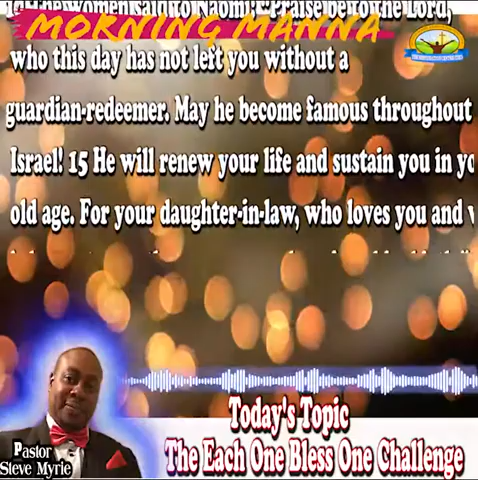 MORNING MANNA
14 The women said to Naomi: "Praise be to the Lord,
who this day has not left you without a
guardian-redeemer. May he become famous throughout
Israel! 15 He will renew your life and sustain you in yo
old age. For your daughter-in-law, who loves you and
Today's Topic
The Each One Bless One Challenge
Pastor
Steve Myrie